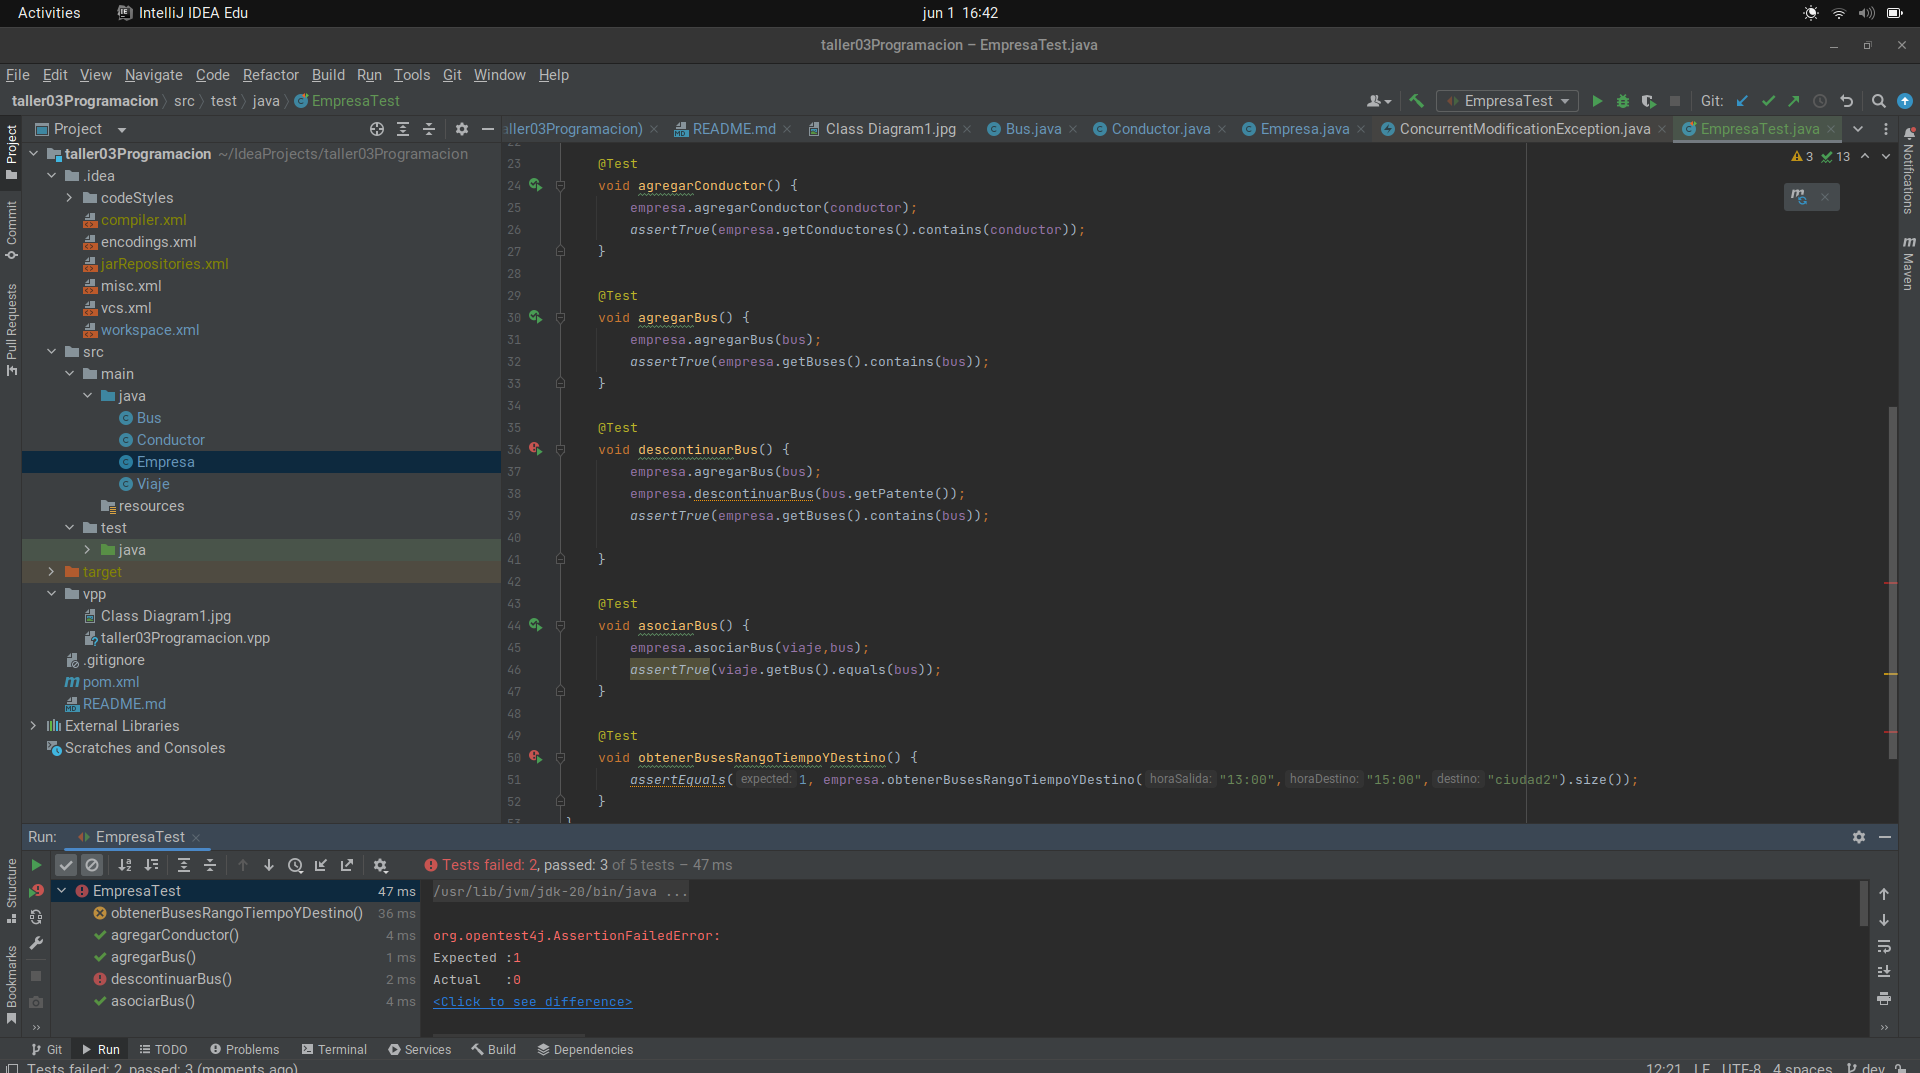 Activities IntelliJ IDEA Edu jun 1 16:42
taller03Programacion – EmpresaTest.java
File Edit View Navigate Code Refactor Build Run Tools Git Window Help
taller03Programacion src test java EmpresaTest EmpresaTest Git:
Project
aller03Programacion) README.md Class Diagram1.jpg Bus.java Conductor.java Empresa.java ConcurrentModificationException.java EmpresaTest.java
taller03Programacion ~/IdeaProjects/taller03Programacion
.idea
codeStyles
compiler.xml
encodings.xml
jarRepositories.xml
misc.xml
vcs.xml
workspace.xml
src
main
java
Bus
Conductor
Empresa
Viaje
resources
test
java
target
vpp
Class Diagram1.jpg
taller03Programacion.vpp
.gitignore
pom.xml
README.md
External Libraries
Scratches and Consoles
Project
Commit
Pull Requests
Structure
Bookmarks
Notifications
Maven
3 13
22
23 @Test
24 void agregarConductor() {
25 empresa.agregarConductor(conductor);
26 assertTrue(empresa.getConductores().contains(conductor));
27 }
28
29 @Test
30 void agregarBus() {
31 empresa.agregarBus(bus);
32 assertTrue(empresa.getBuses().contains(bus));
33 }
34
35 @Test
36 void descontinuarBus() {
37 empresa.agregarBus(bus);
38 empresa.descontinuarBus(bus.getPatente());
39 assertTrue(empresa.getBuses().contains(bus));
40
41 }
42
43 @Test
44 void asociarBus() {
45 empresa.asociarBus(viaje,bus);
46 assertTrue(viaje.getBus().equals(bus));
47 }
48
49 @Test
50 void obtenerBusesRangoTiempoYDestino() {
51 assertEquals( expected: 1, empresa.obtenerBusesRangoTiempoYDestino( horaSalida: "13:00", horaDestino: "15:00", destino: "ciudad2").size());
52 }
53 }
Run: EmpresaTest
Tests failed: 2, passed: 3 of 5 tests – 47 ms
EmpresaTest 47 ms
obtenerBusesRangoTiempoYDestino() 36 ms
agregarConductor() 4 ms
agregarBus() 1 ms
descontinuarBus() 2 ms
asociarBus() 4 ms
/usr/lib/jvm/jdk-20/bin/java ...
org.opentest4j.AssertionFailedError:
Expected :1
Actual :0
<Click to see difference>
Git Run TODO Problems Terminal Services Build Dependencies
Tests failed: 2, passed: 3 (moments ago) 12:21 LF UTF-8 4 spaces dev